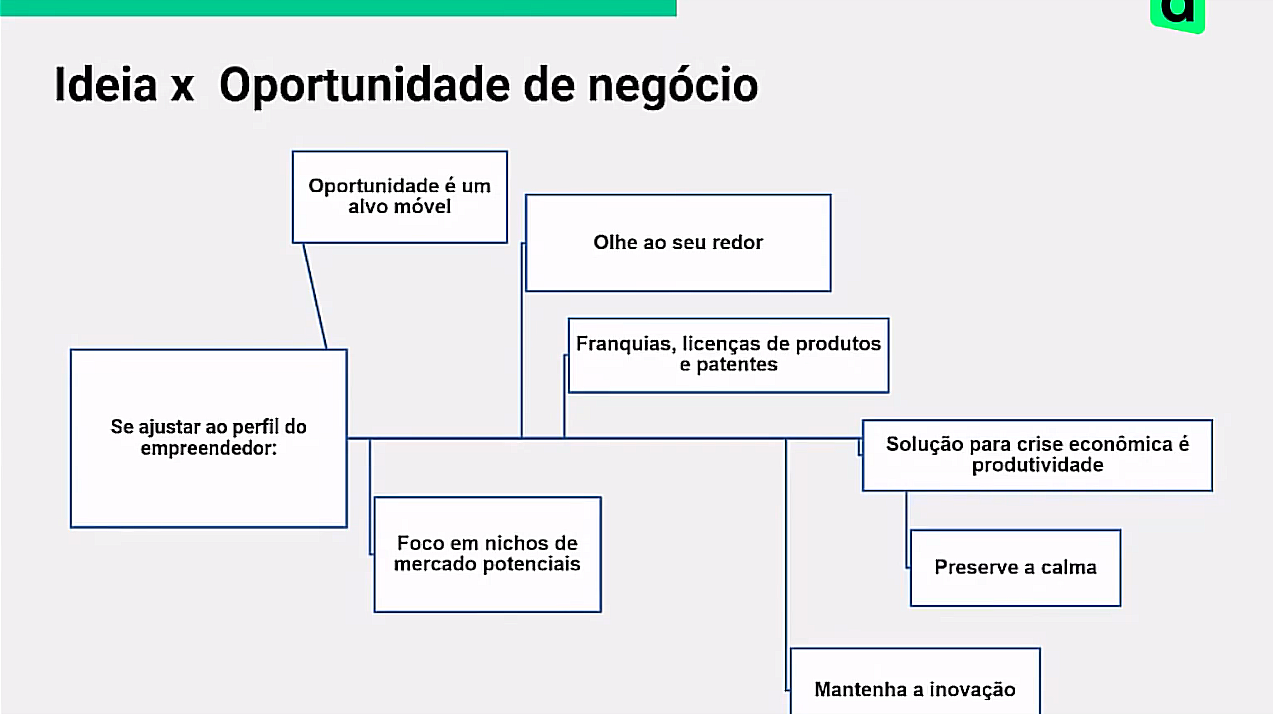 d
Ideia x Oportunidade de negócio
Oportunidade é um
alvo móvel
Olhe ao seu redor
Franquias, licenças de produtos
e patentes
Se ajustar ao perfil do
empreendedor:
Solução para crise econômica é
produtividade
Foco em nichos de
mercado potenciais
Preserve a calma
Mantenha a inovação